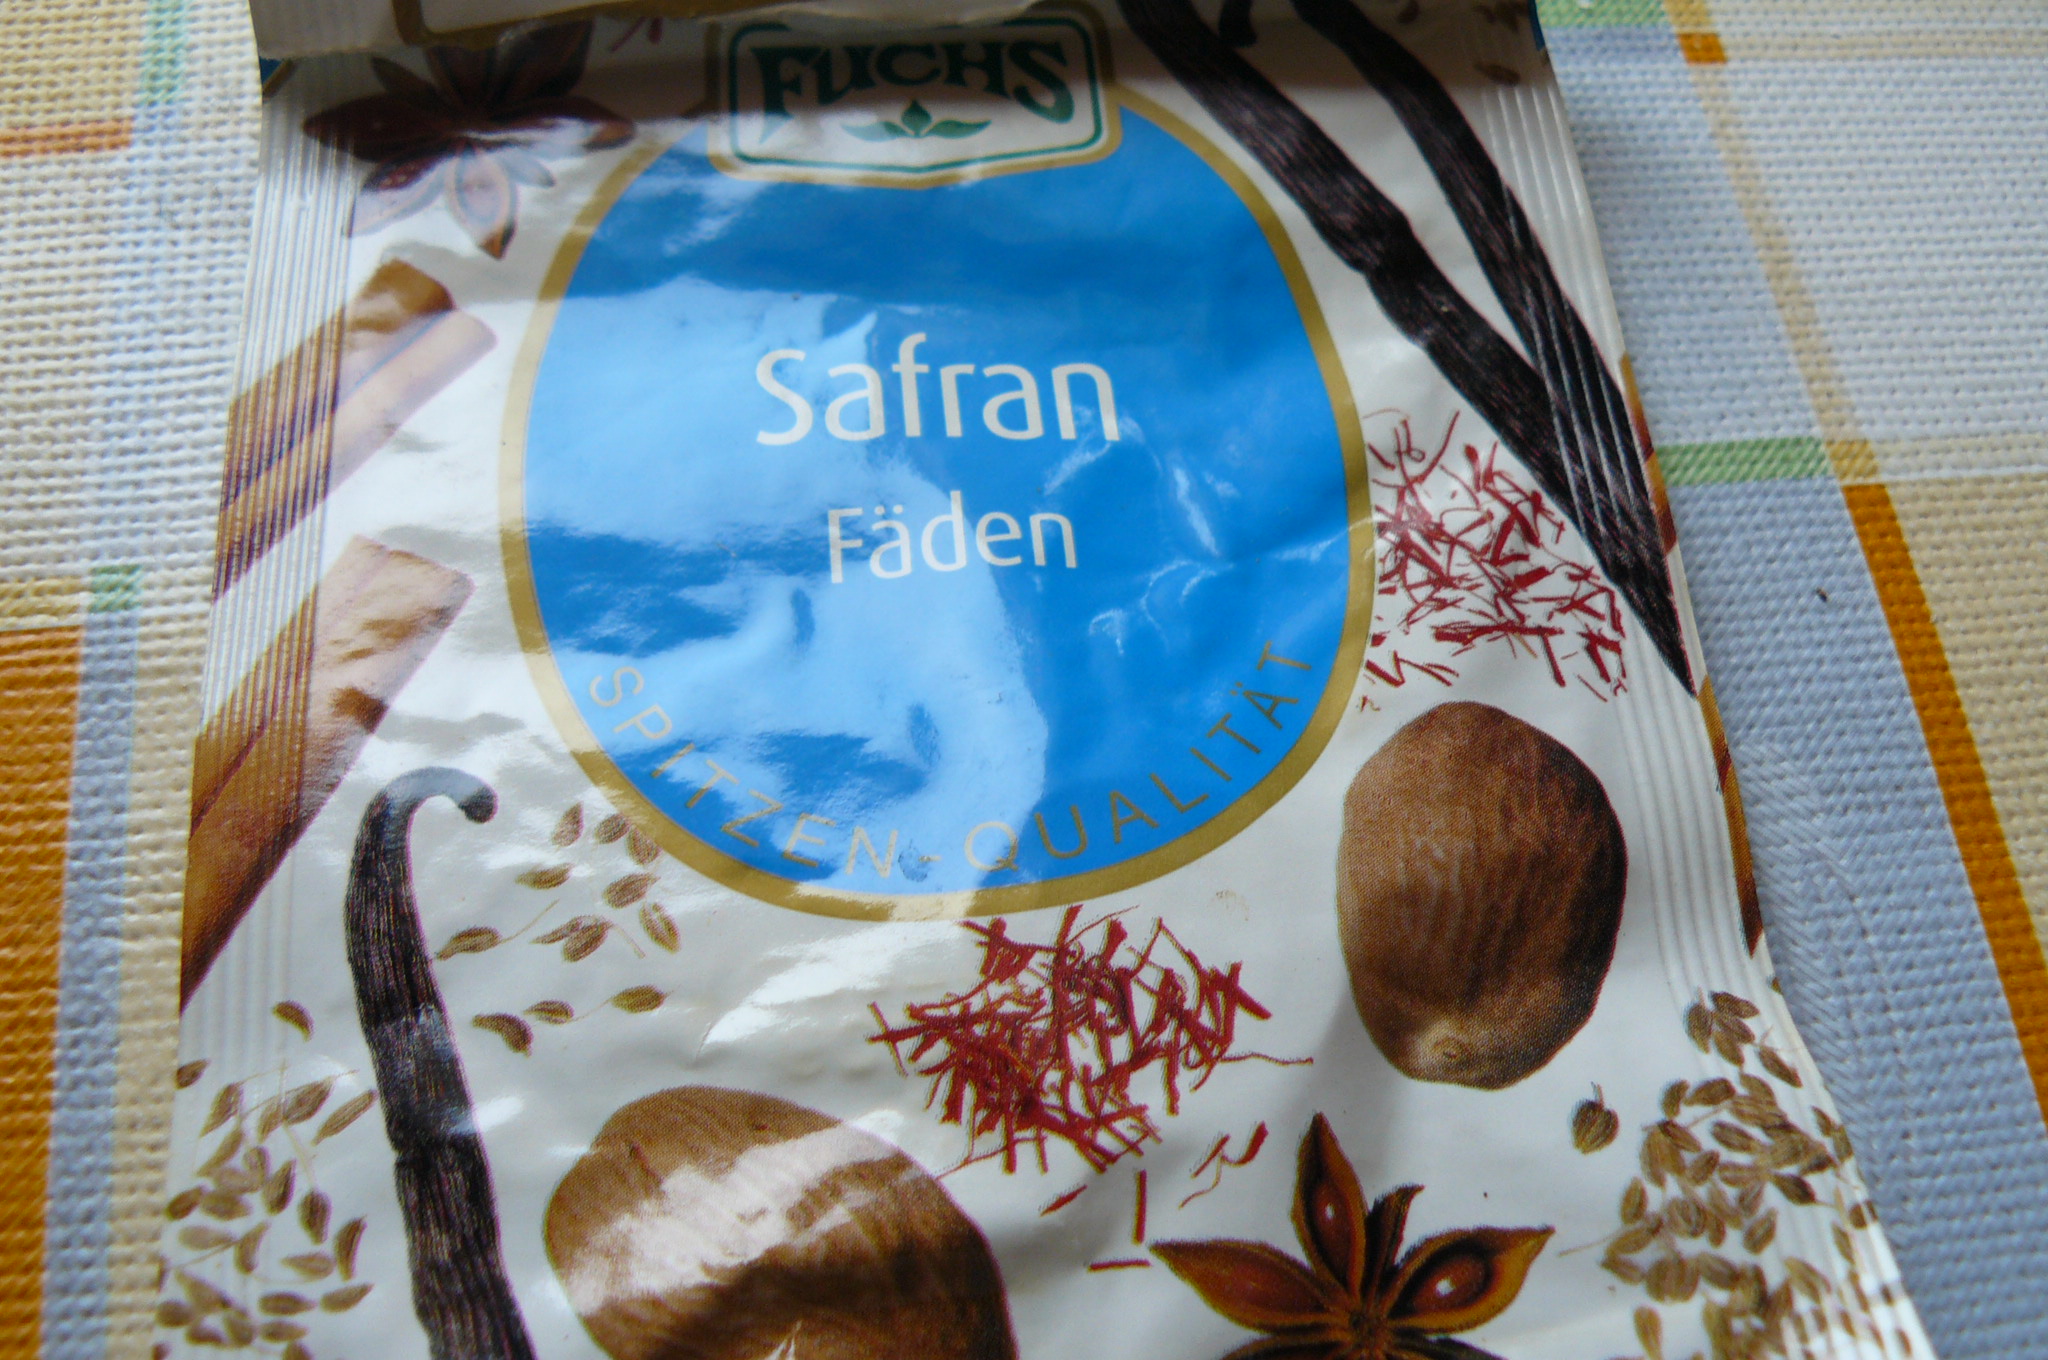 FUCHS
Safran
Fäden
SPITZEN-QUALITÄT